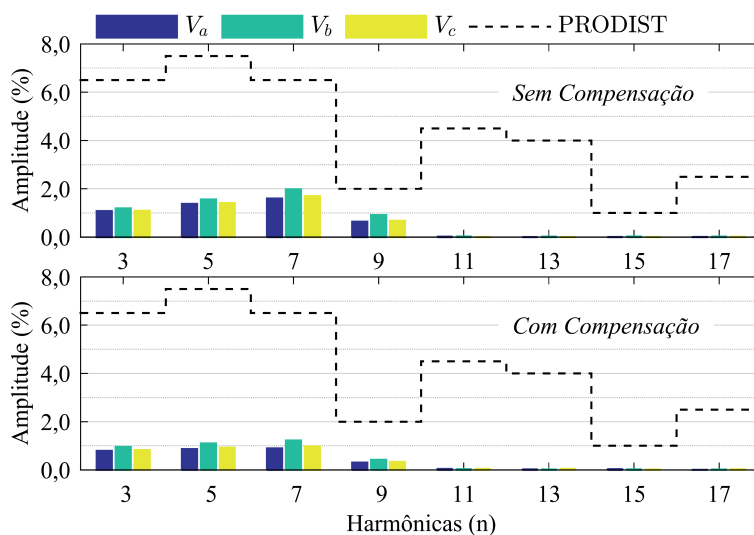 Va Vb Vc PRODIST
8,0
6,0
4,0
2,0
0,0
Amplitude (%)
Sem Compensação
3 5 7 9 11 13 15 17
8,0
6,0
4,0
2,0
0,0
Amplitude (%)
Com Compensação
3 5 7 9 11 13 15 17
Harmônicas (n)